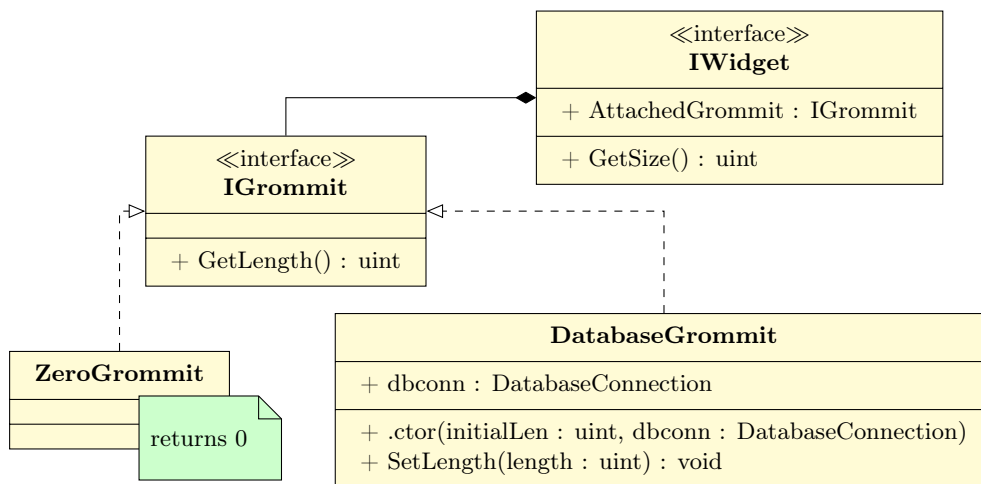 ≪interface≫
IWidget
+ AttachedGrommit : IGrommit
+ GetSize() : uint
≪interface≫
IGrommit
+ GetLength() : uint
ZeroGrommit
returns 0
DatabaseGrommit
+ dbconn : DatabaseConnection
+ .ctor(initialLen : uint, dbconn : DatabaseConnection)
+ SetLength(length : uint) : void